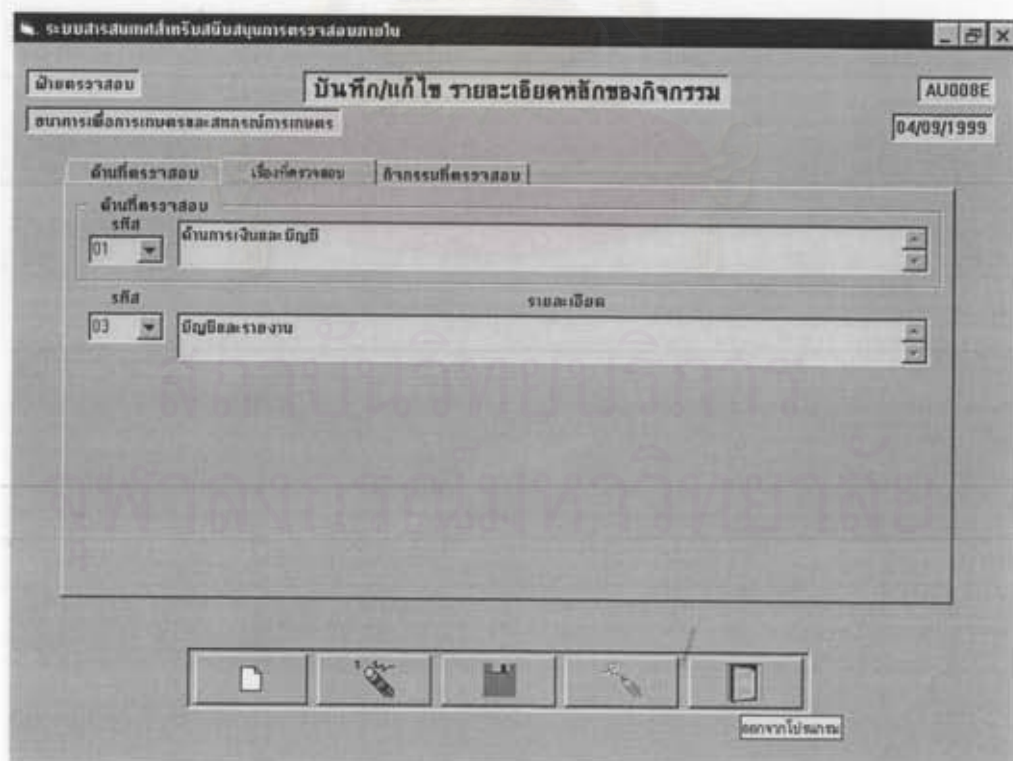 ระบบสารสนเทศสำหรับสนับสนุนการตรวจสอบภายใน
ฝ่ายตรวจสอบ
บันทึก/แก้ไข รายละเอียดหลักของกิจกรรม
AU008E
ธนาคารเพื่อการเกษตรและสหกรณ์การเกษตร
04/09/1999
ด้านที่ตรวจสอบ เรื่องที่ตรวจสอบ กิจกรรมที่ตรวจสอบ
ด้านที่ตรวจสอบ
รหัส
01 ด้านการเงินและบัญชี
รหัส รายละเอียด
03 บัญชีและรายงาน
ออกจากโปรแกรม